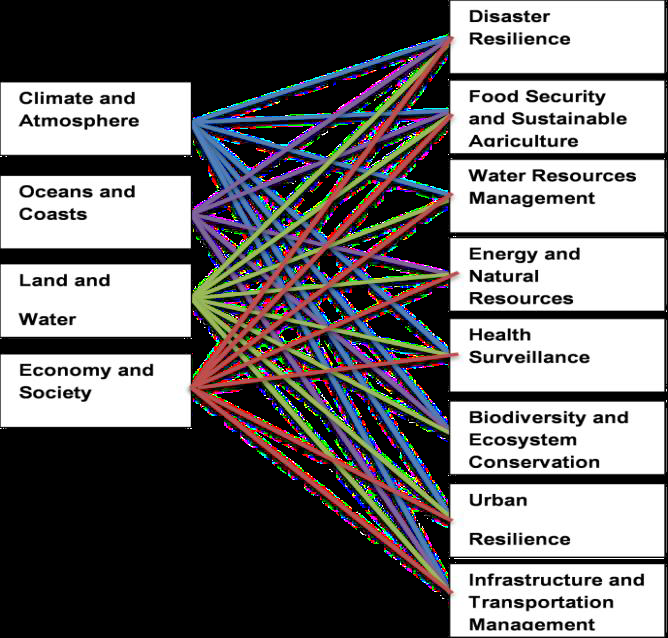 Disaster
Resilience
Climate and
Atmosphere
Food Security
and Sustainable
Agriculture
Water Resources
Management
Oceans and
Coasts
Energy and
Natural
Resources
Land and
Water
Health
Surveillance
Economy and
Society
Biodiversity and
Ecosystem
Conservation
Urban
Resilience
Infrastructure and
Transportation
Management